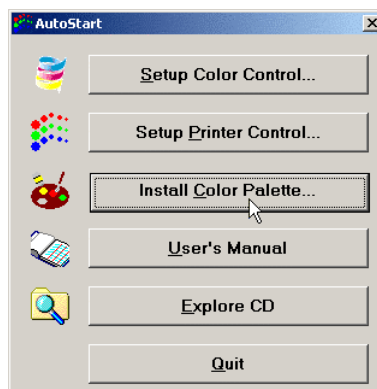 AutoStart
Setup Color Control...
Setup Printer Control...
Install Color Palette...
User's Manual
Explore CD
Quit